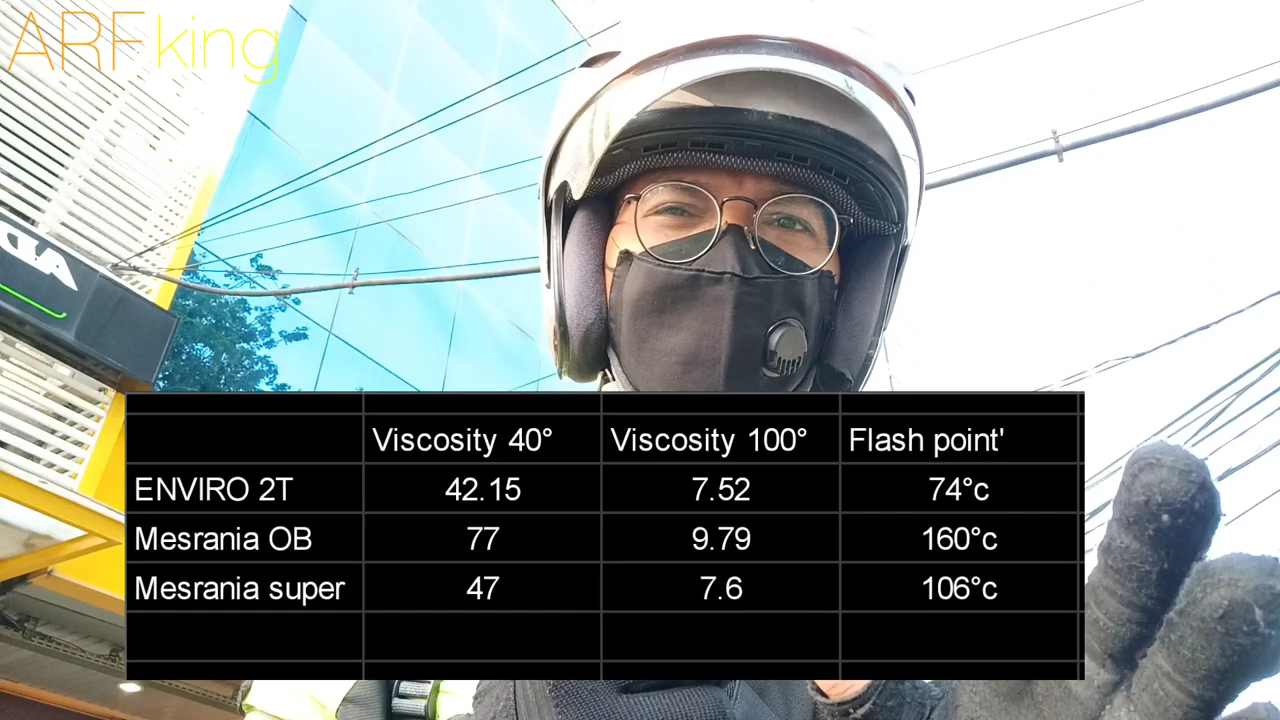 ARFking
Viscosity 40° Viscosity 100° Flash point'
ENVIRO 2T 42.15 7.52 74°c
Mesrania OB 77 9.79 160°c
Mesrania super 47 7.6 106°c